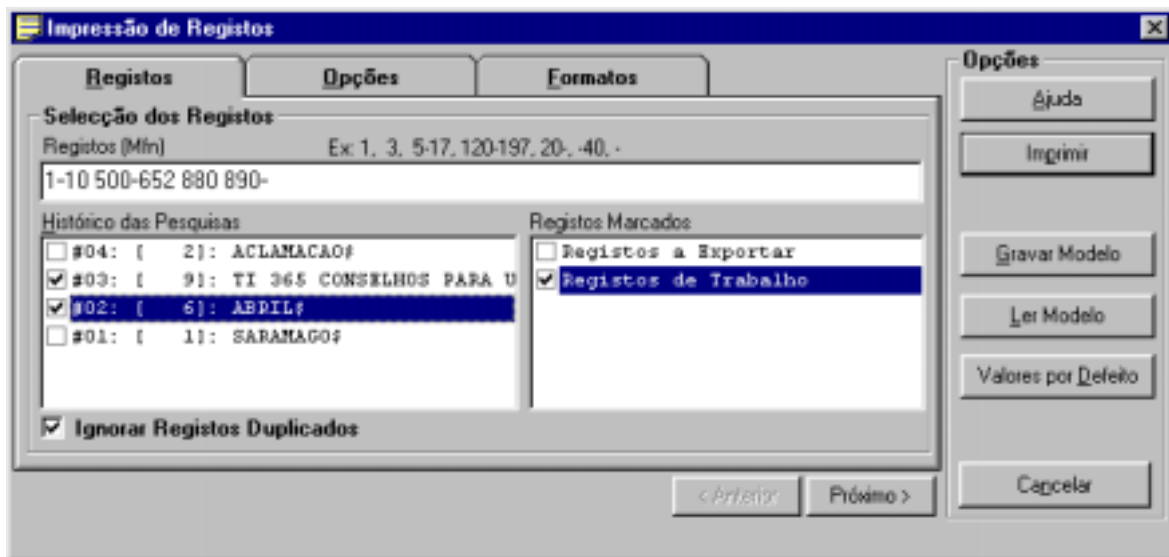 Impressão de Registos
Registos
Opções
Formatos
Selecção dos Registos
Registos (Mfn) Ex: 1, 3, 5-17, 120-197, 20-, -40, -
1-10 500-652 880 890-
Histórico das Pesquisas
#04: [ 2]: ACLAMACAO$
#03: [ 9]: TI 365 CONSELHOS PARA U
#02: [ 6]: ABRIL$
#01: [ 1]: SARAMAGO$
Registos Marcados
Registos a Exportar
Registos de Trabalho
Ignorar Registos Duplicados
< Anterior
Próximo >
Opções
Ajuda
Imprimir
Gravar Modelo
Ler Modelo
Valores por Defeito
Cancelar